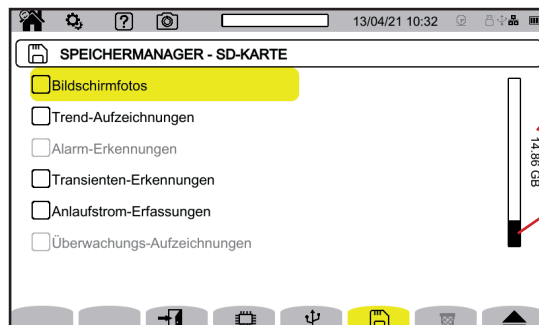 13/04/21 10:32
SPEICHERMANAGER - SD-KARTE
Bildschirmfotos
Trend-Aufzeichnungen
Alarm-Erkennungen
Transienten-Erkennungen
Anlaufstrom-Erfassungen
Überwachungs-Aufzeichnungen
14.86 GB